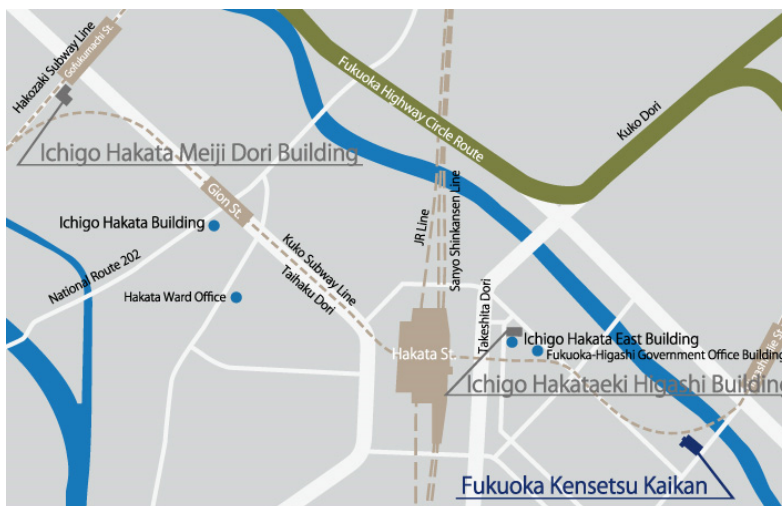 Gofukumachi St.
Hakozaki Subway Line
Fukuoka Highway Circle Route
Kuko Dori
Ichigo Hakata Meiji Dori Building
Gion St.
Ichigo Hakata Building
National Route 202
Kuko Subway Line
Taihaku Dori
JR Line
Sanyo Shinkansen Line
Hakata Ward Office
Takeshita Dori
Hakata St.
Ichigo Hakata East Building
Fukuoka-Higashi Government Office Building
Ichigo Hakataeki Higashi Building
Fukuoka Kensetsu Kaikan